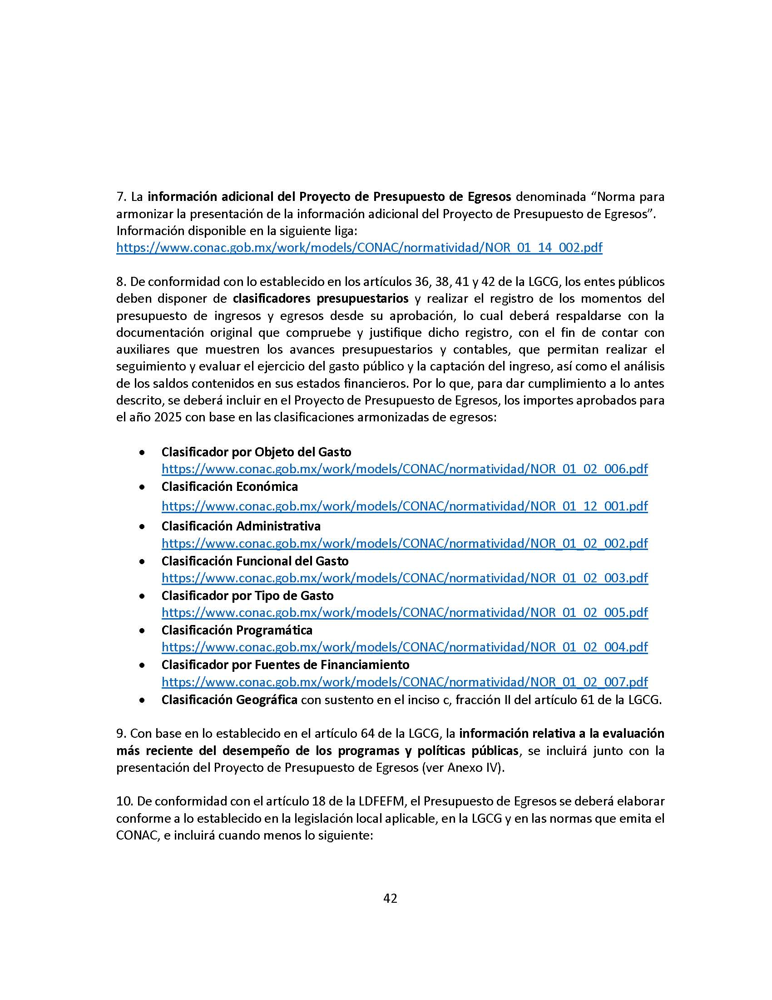 7. La información adicional del Proyecto de Presupuesto de Egresos denominada “Norma para
armonizar la presentación de la información adicional del Proyecto de Presupuesto de Egresos”.
Información disponible en la siguiente liga:
https://www.conac.gob.mx/work/models/CONAC/normatividad/NOR_01_14_002.pdf
8. De conformidad con lo establecido en los artículos 36, 38, 41 y 42 de la LGCG, los entes públicos
deben disponer de clasificadores presupuestarios y realizar el registro de los momentos del
presupuesto de ingresos y egresos desde su aprobación, lo cual deberá respaldarse con la
documentación original que compruebe y justifique dicho registro, con el fin de contar con
auxiliares que muestren los avances presupuestarios y contables, que permitan realizar el
seguimiento y evaluar el ejercicio del gasto público y la captación del ingreso, así como el análisis
de los saldos contenidos en sus estados financieros. Por lo que, para dar cumplimiento a lo antes
descrito, se deberá incluir en el Proyecto de Presupuesto de Egresos, los importes aprobados para
el año 2025 con base en las clasificaciones armonizadas de egresos:
• Clasificador por Objeto del Gasto
https://www.conac.gob.mx/work/models/CONAC/normatividad/NOR_01_02_006.pdf
• Clasificación Económica
https://www.conac.gob.mx/work/models/CONAC/normatividad/NOR_01_12_001.pdf
• Clasificación Administrativa
https://www.conac.gob.mx/work/models/CONAC/normatividad/NOR_01_02_002.pdf
• Clasificación Funcional del Gasto
https://www.conac.gob.mx/work/models/CONAC/normatividad/NOR_01_02_003.pdf
• Clasificador por Tipo de Gasto
https://www.conac.gob.mx/work/models/CONAC/normatividad/NOR_01_02_005.pdf
• Clasificación Programática
https://www.conac.gob.mx/work/models/CONAC/normatividad/NOR_01_02_004.pdf
• Clasificador por Fuentes de Financiamiento
https://www.conac.gob.mx/work/models/CONAC/normatividad/NOR_01_02_007.pdf
• Clasificación Geográfica con sustento en el inciso c, fracción II del artículo 61 de la LGCG.
9. Con base en lo establecido en el artículo 64 de la LGCG, la información relativa a la evaluación
más reciente del desempeño de los programas y políticas públicas, se incluirá junto con la
presentación del Proyecto de Presupuesto de Egresos (ver Anexo IV).
10. De conformidad con el artículo 18 de la LDFEFM, el Presupuesto de Egresos se deberá elaborar
conforme a lo establecido en la legislación local aplicable, en la LGCG y en las normas que emita el
CONAC, e incluirá cuando menos lo siguiente:
42